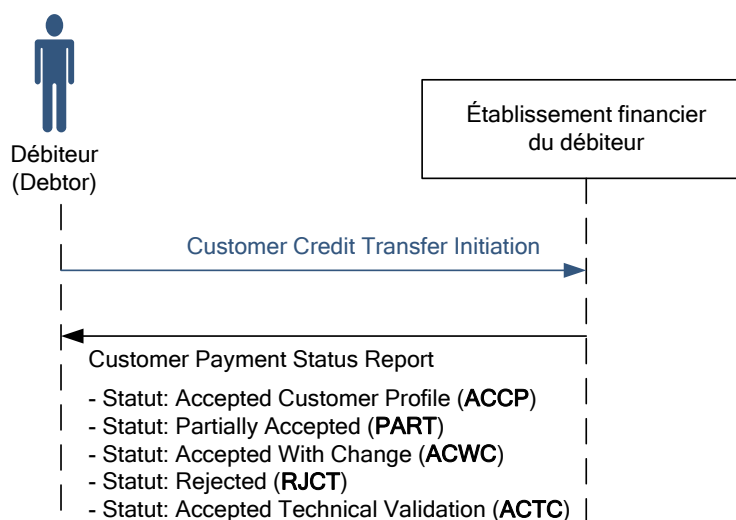 Débiteur
(Debtor)
Établissement financier
du débiteur
Customer Credit Transfer Initiation
Customer Payment Status Report
- Statut: Accepted Customer Profile (ACCP)
- Statut: Partially Accepted (PART)
- Statut: Accepted With Change (ACWC)
- Statut: Rejected (RJCT)
- Statut: Accepted Technical Validation (ACTC)